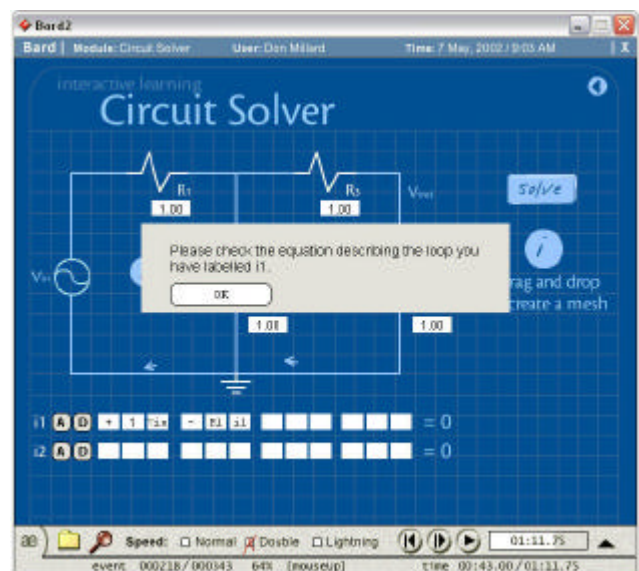 Bard2
Bard | Module: Circuit Solver User: Don Millard Time: 7 May, 2002 / 9:05 AM | X
interactive learning
Circuit Solver
R1
1.00
R3
1.00
solve
Please check the equation describing the loop you
have labelled i1.
OK
i
rag and drop
create a mesh
1.00
1.00
i1 A D + 1 Vin - R1 i1 = 0
i2 A D = 0
Speed: Normal Double Lightning 01:11.75
event 000218/000343 64% [mouseup] time 00:43.00/01:11.75